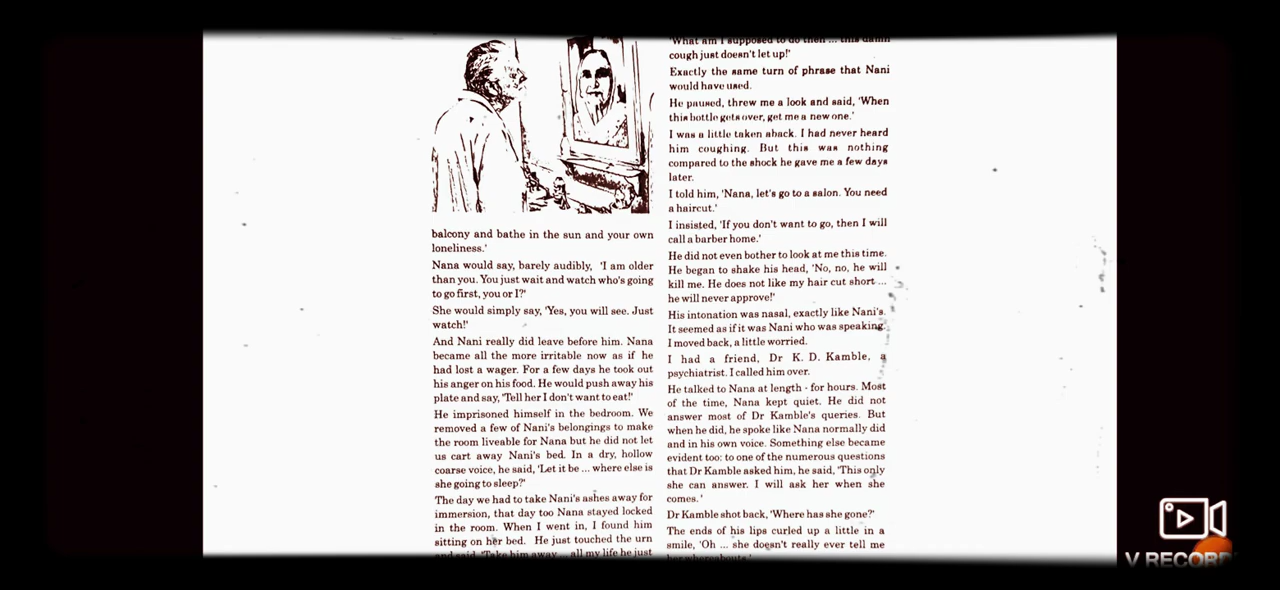 balcony and bathe in the sun and your own
loneliness.'
Nana would say, barely audibly, 'I am older
than you. You just wait and watch who's going
to go first, you or I?'
She would simply say, 'Yes, you will see. Just
watch!'
And Nani really did leave before him. Nana
became all the more irritable now as if he
had lost a wager. For a few days he took out
his anger on his food. He would push away his
plate and say, 'Tell her I don't want to eat!'
He imprisoned himself in the bedroom. We
removed a few of Nani's belongings to make
the room liveable for Nana but he did not let
us cart away Nani's bed. In a dry, hollow
coarse voice, he said, 'Let it be ... where else is
she going to sleep?'
The day we had to take Nani's ashes away for
immersion, that day too Nana stayed locked
in the room. When I went in, I found him
sitting on her bed. He just touched the urn
and said, 'Take him away ... all my life he just
'What am I supposed to do then ... this damn
cough just doesn't let up!'
Exactly the same turn of phrase that Nani
would have used.
He paused, threw me a look and said, 'When
this bottle gets over, get me a new one.'
I was a little taken aback. I had never heard
him coughing. But this was nothing
compared to the shock he gave me a few days
later.
I told him, 'Nana, let's go to a salon. You need
a haircut.'
I insisted, 'If you don't want to go, then I will
call a barber home.'
He did not even bother to look at me this time.
He began to shake his head, 'No, no, he will
kill me. He does not like my hair cut short ...
he will never approve!'
His intonation was nasal, exactly like Nani's.
It seemed as if it was Nani who was speaking.
I moved back, a little worried.
I had a friend, Dr K. D. Kamble, a
psychiatrist. I called him over.
He talked to Nana at length - for hours. Most
of the time, Nana kept quiet. He did not
answer most of Dr Kamble's queries. But
when he did, he spoke like Nana normally did
and in his own voice. Something else became
evident too: to one of the numerous questions
that Dr Kamble asked him, he said, 'This only
she can answer. I will ask her when she
comes.'
Dr Kamble shot back, 'Where has she gone?'
The ends of his lips curled up a little in a
smile, 'Oh ... she doesn't really ever tell me
her whereabouts.'
V RECORD